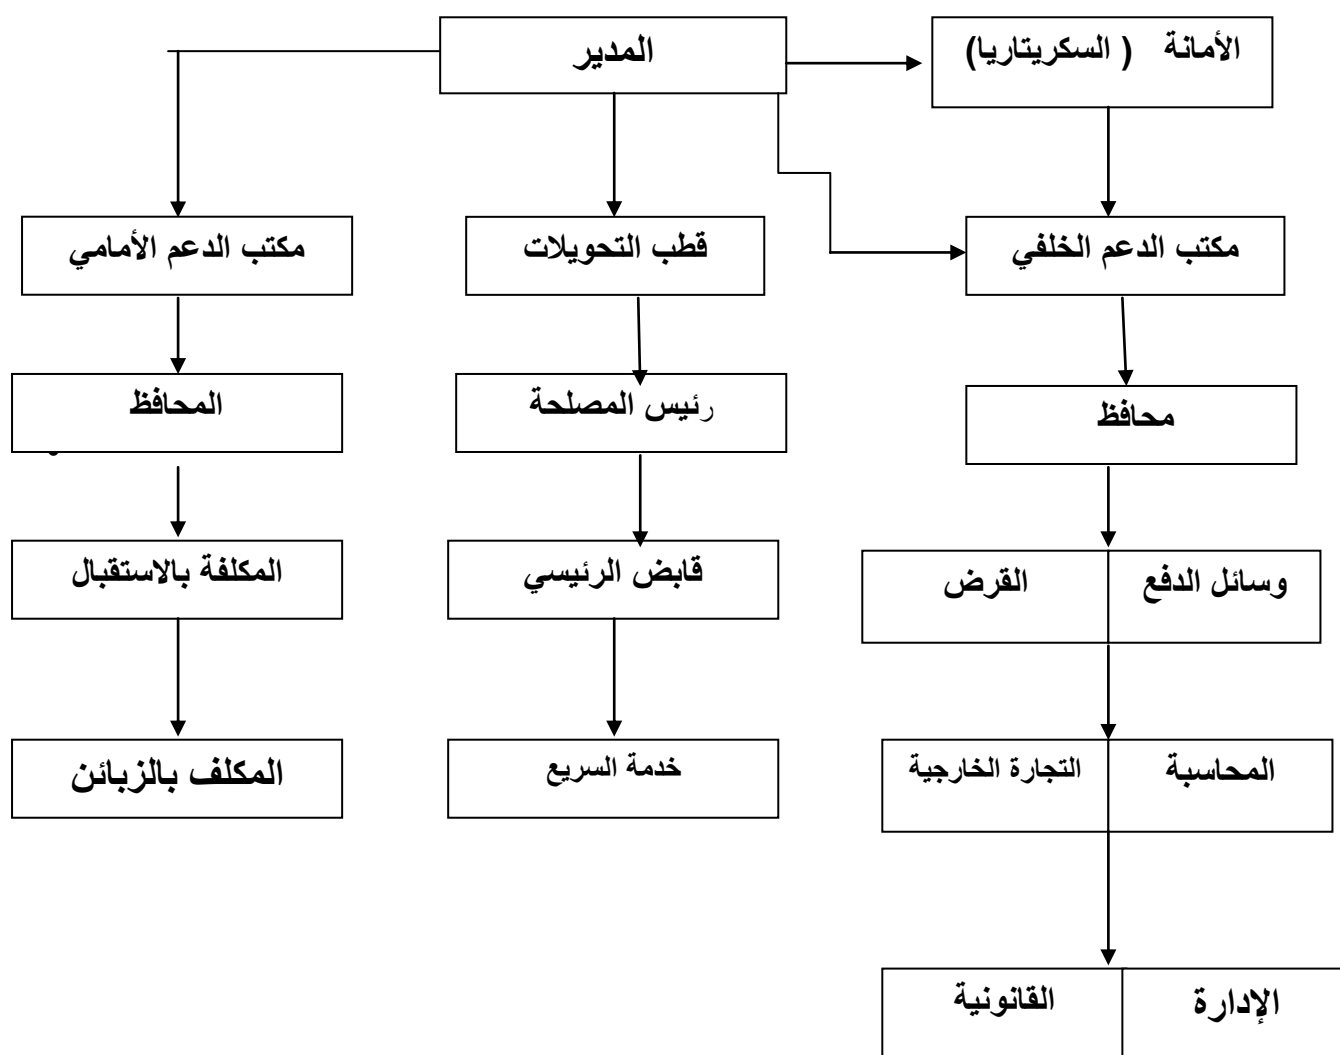 الأمانة ( السكريتاريا)
المدير
مكتب الدعم الخلفي
قطب التحويلات
مكتب الدعم الأمامي
محافظ
رئيس المصلحة
المحافظ
وسائل الدفع
القرض
قابض الرئيسي
المكلفة بالاستقبال
المحاسبة
التجارة الخارجية
خدمة السريع
المكلف بالزبائن
الإدارة
القانونية